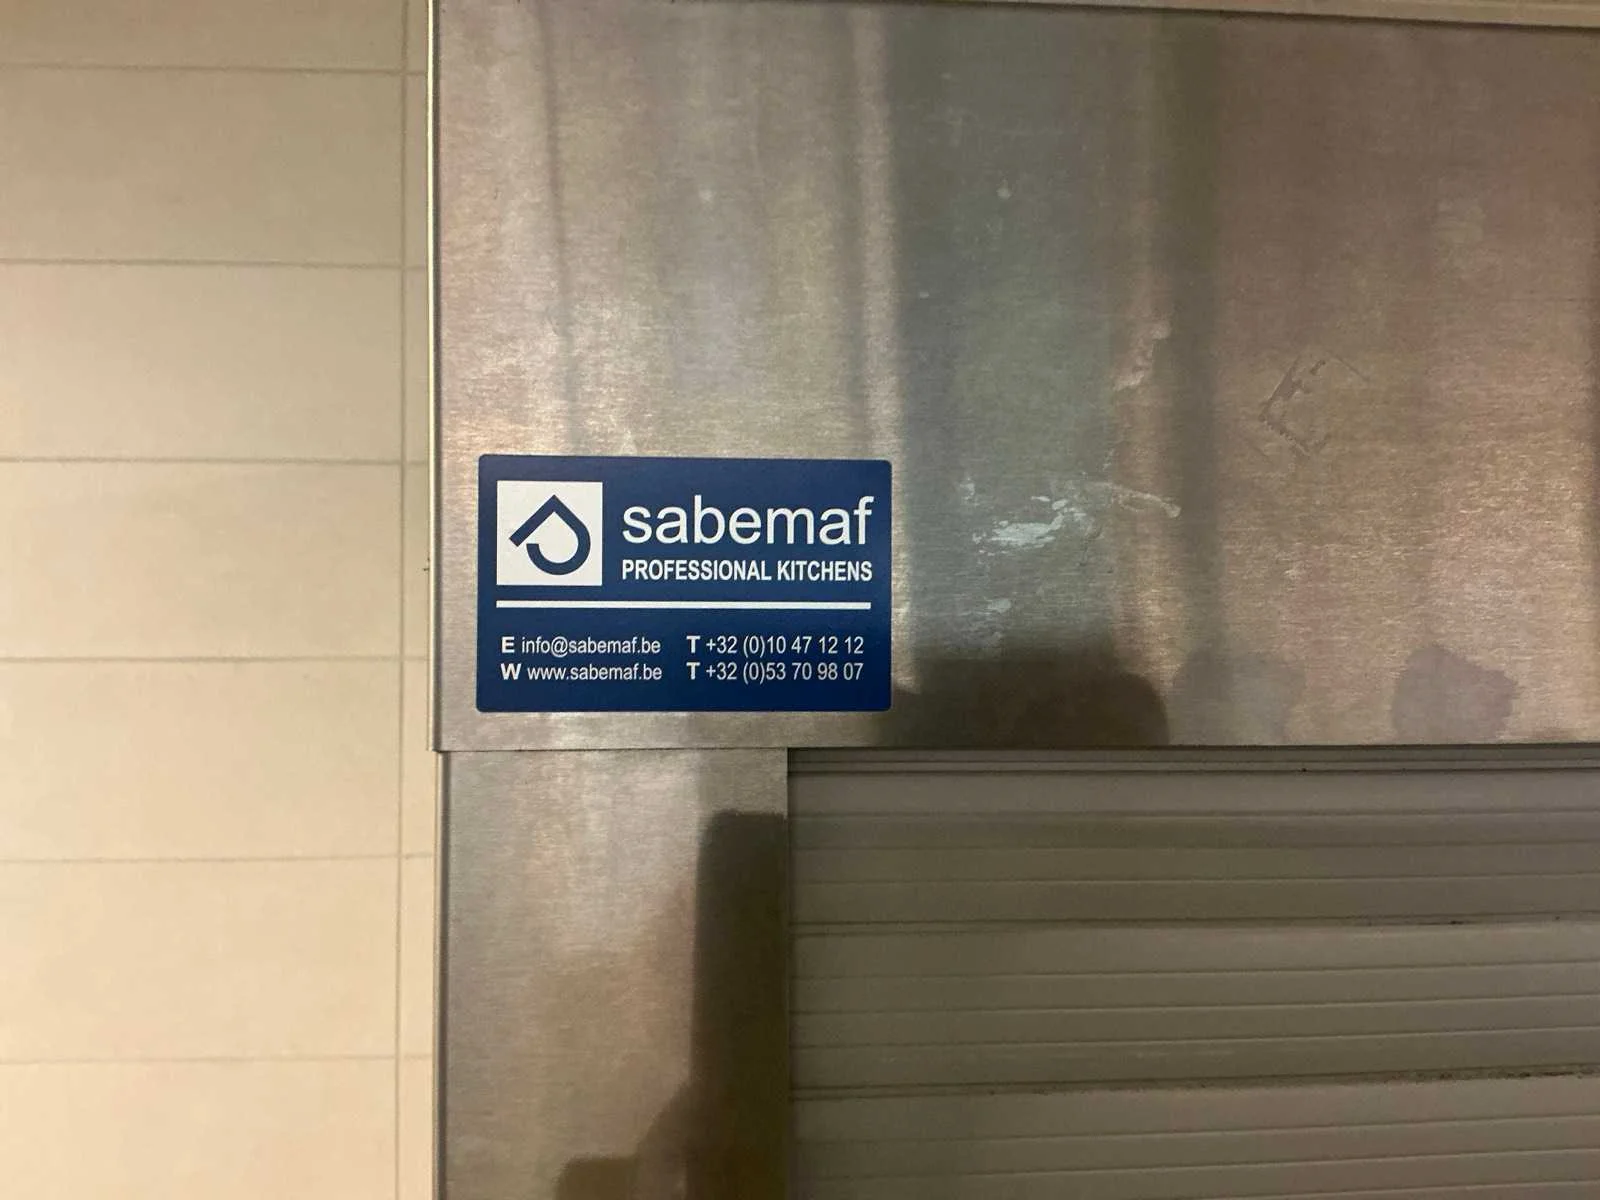 sabemaf
PROFESSIONAL KITCHENS
E info@sabemaf.be T +32 (0)10 47 12 12
W www.sabemaf.be T +32 (0)53 70 98 07